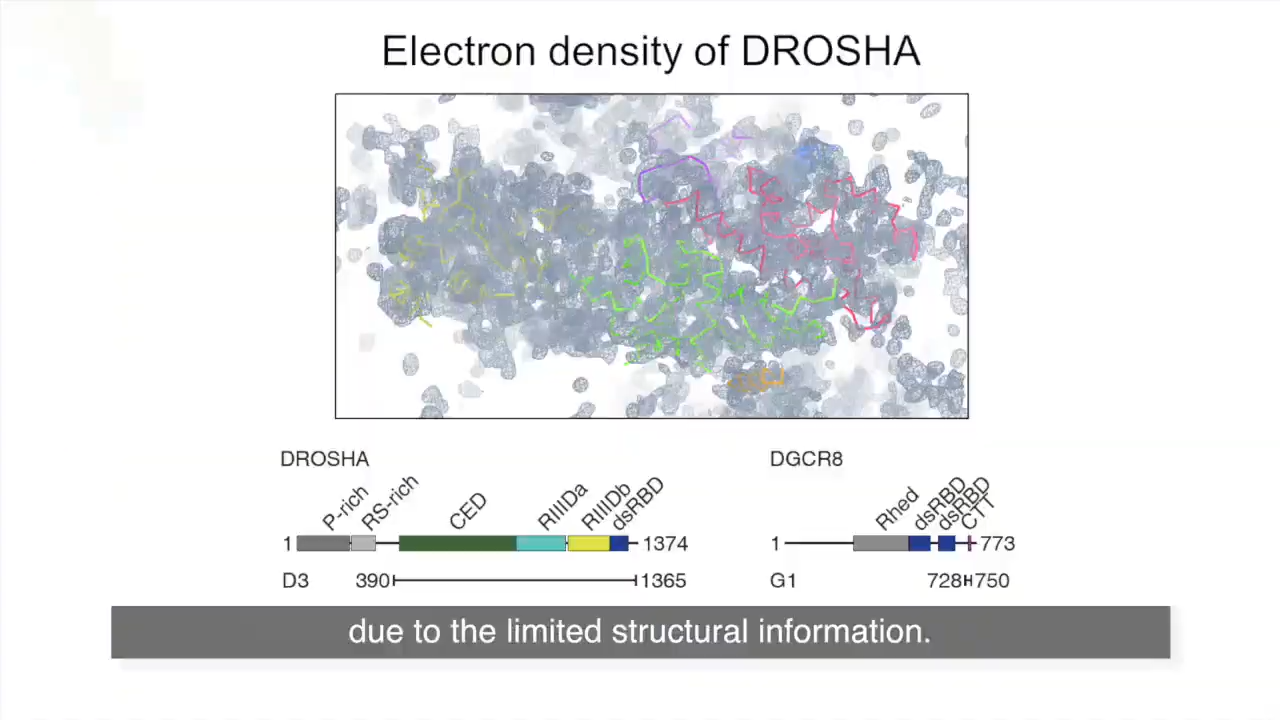 Electron density of DROSHA
DROSHA
DGCR8
P-rich RS-rich CED RIIIDa RIIIDb dsRBD
Rhed dsRBD dsRBD CTT
1 1374
1 773
D3 390 1365
G1 728 750
due to the limited structural information.